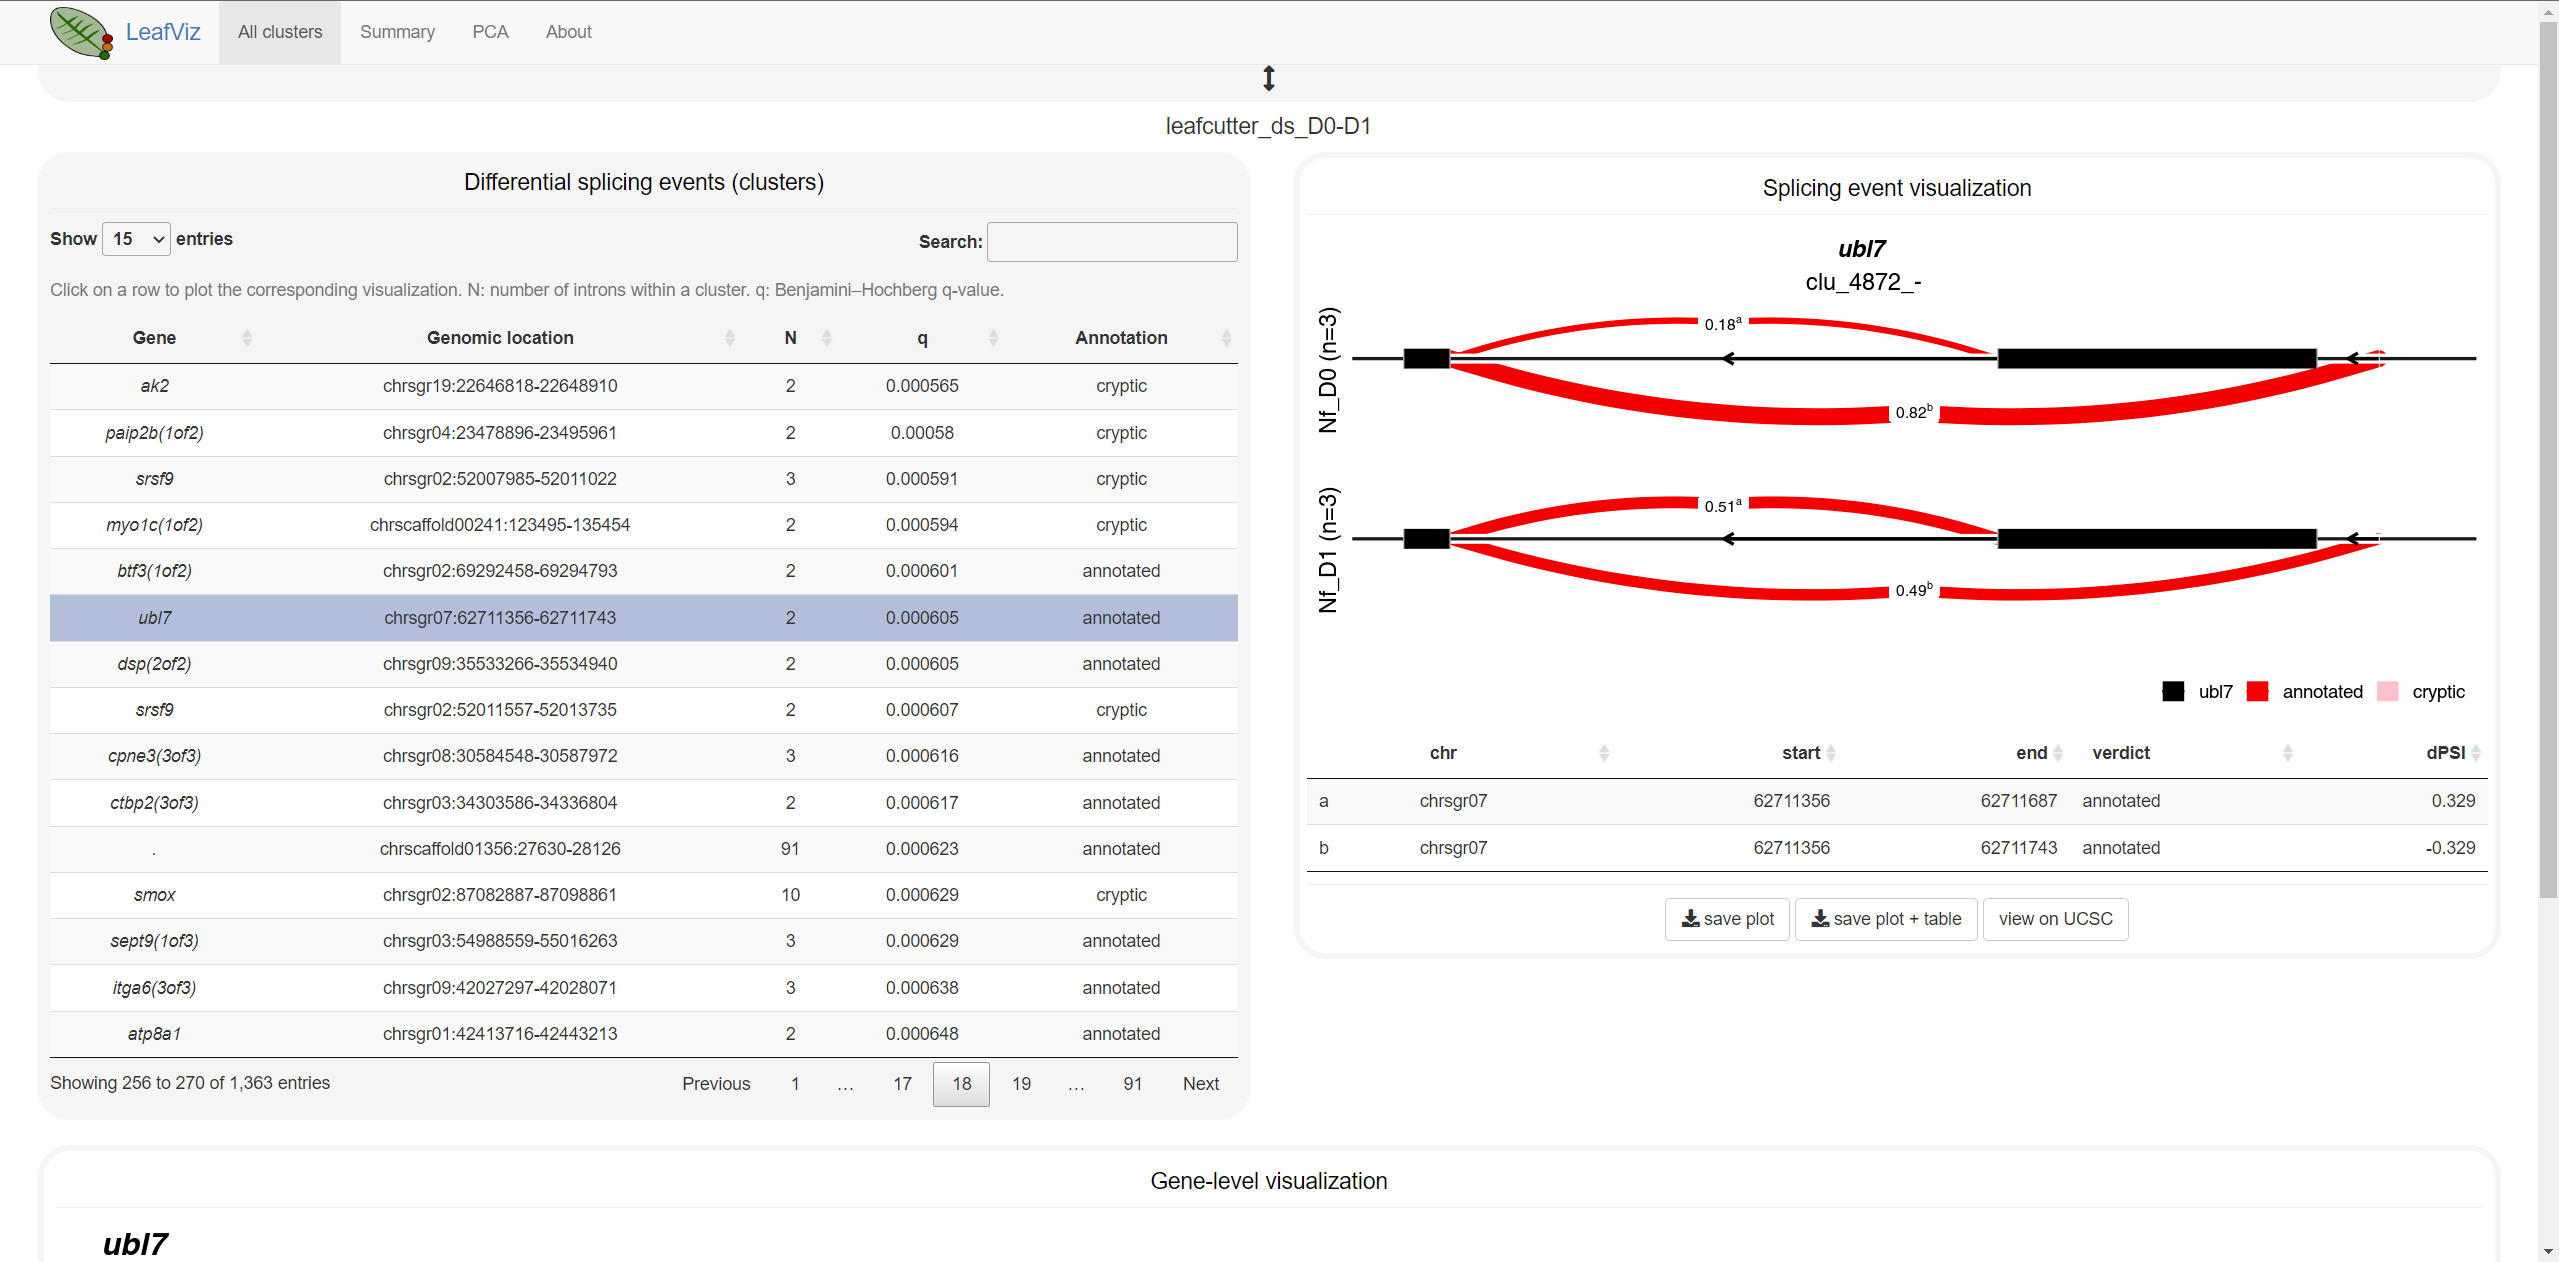 LeafViz All clusters Summary PCA About
leafcutter_ds_D0-D1
Differential splicing events (clusters)
Show 15 entries
Search:
Click on a row to plot the corresponding visualization. N: number of introns within a cluster. q: Benjamini–Hochberg q-value.
Gene Genomic location N q Annotation
ak2 chrsgr19:22646818-22648910 2 0.000565 cryptic
paip2b(1of2) chrsgr04:23478896-23495961 2 0.00058 cryptic
srsf9 chrsgr02:52007985-52011022 3 0.000591 cryptic
myo1c(1of2) chrscaffold00241:123495-135454 2 0.000594 cryptic
btf3(1of2) chrsgr02:69292458-69294793 2 0.000601 annotated
ubl7 chrsgr07:62711356-62711743 2 0.000605 annotated
dsp(2of2) chrsgr09:35533266-35534940 2 0.000605 annotated
srsf9 chrsgr02:52011557-52013735 2 0.000607 cryptic
cpne3(3of3) chrsgr08:30584548-30587972 3 0.000616 annotated
ctbp2(3of3) chrsgr03:34303586-34336804 2 0.000617 annotated
. chrscaffold01356:27630-28126 91 0.000623 annotated
smox chrsgr02:87082887-87098861 10 0.000629 cryptic
sept9(1of3) chrsgr03:54988559-55016263 3 0.000629 annotated
itga6(3of3) chrsgr09:42027297-42028071 3 0.000638 annotated
atp8a1 chrsgr01:42413716-42443213 2 0.000648 annotated
Showing 256 to 270 of 1,363 entries
Previous 1 … 17 18 19 … 91 Next
Splicing event visualization
ubl7
clu_4872_-
Nf_D0 (n=3)
0.18a
0.82b
Nf_D1 (n=3)
0.51a
0.49b
ubl7 annotated cryptic
chr start end verdict dPSI
a chrsgr07 62711356 62711687 annotated 0.329
b chrsgr07 62711356 62711743 annotated -0.329
save plot save plot + table view on UCSC
Gene-level visualization
ubl7